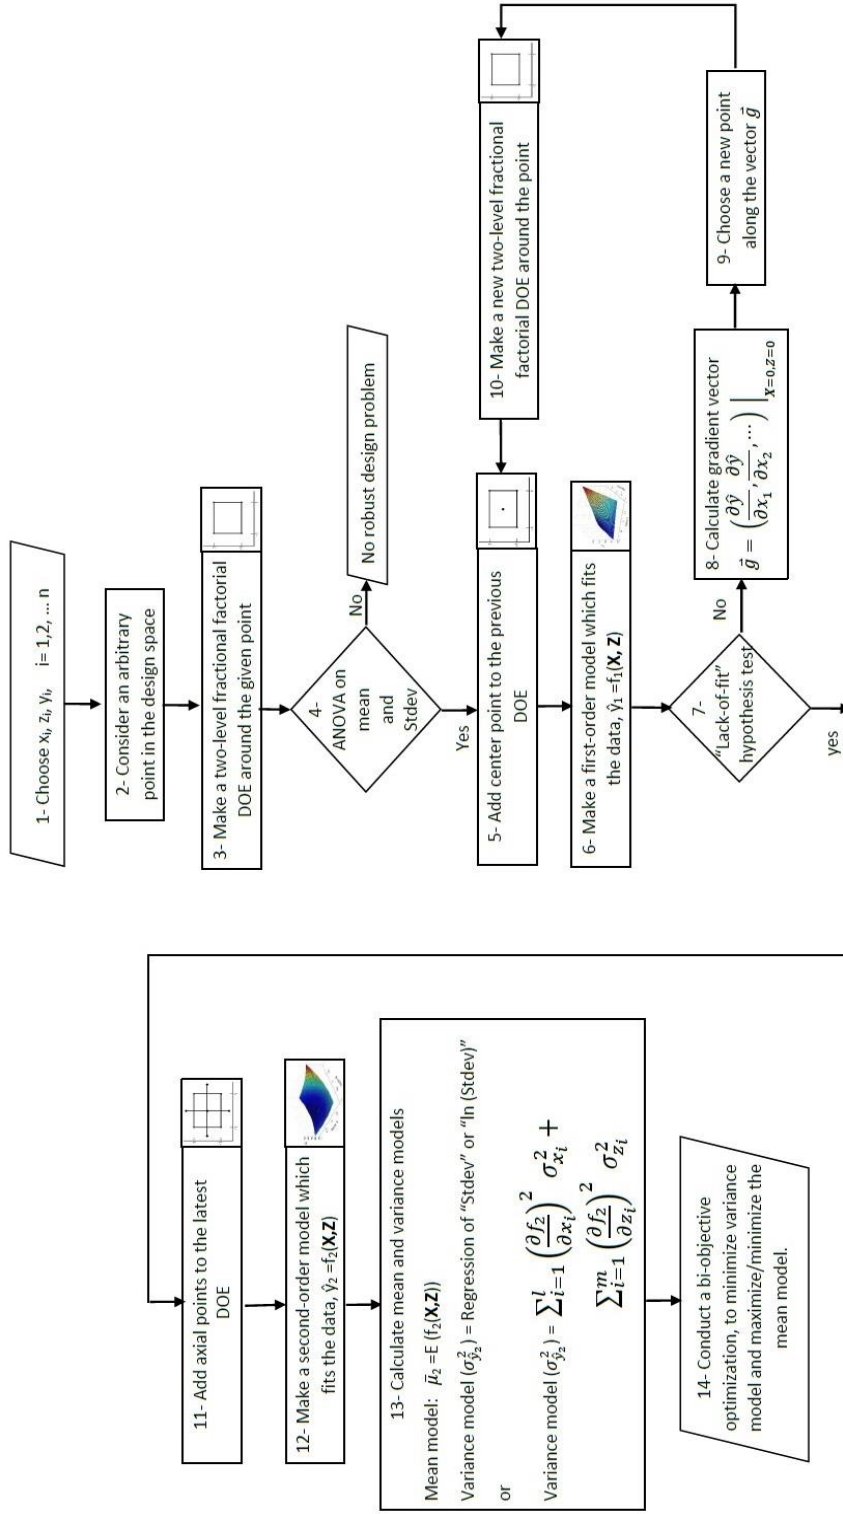 1- Choose xᵢ, zᵢ, yᵢ, i= 1,2, ... n
2- Consider an arbitrary
point in the design space
3- Make a two-level fractional factorial
DOE around the given point
4-
ANOVA on
mean
and
Stdev
No
No robust design problem
Yes
5- Add center point to the previous
DOE
6- Make a first-order model which fits
the data, ŷ₁ =f₁(X, Z)
7-
"Lack-of-fit"
hypothesis test
No
yes
8- Calculate gradient vector
g⃗ = (∂ŷ/∂x₁, ∂ŷ/∂x₂, ⋯)|X=0,Z=0
9- Choose a new point
along the vector g⃗
10- Make a new two-level fractional
factorial DOE around the point
11- Add axial points to the latest
DOE
12- Make a second-order model which
fits the data, ŷ₂ =f₂(X,Z)
13- Calculate mean and variance models
Mean model: μ̄₂ =E (f₂(X,Z))
Variance model (σ²_ŷ₂) = Regression of "Stdev" or "ln (Stdev)"
or
Variance model (σ²_ŷ₂) = ∑ˡᵢ₌₁ (∂f₂/∂xᵢ)² σ²ₓᵢ +
∑ᵐᵢ₌₁ (∂f₂/∂zᵢ)² σ²_zᵢ
14- Conduct a bi-objective
optimization, to minimize variance
model and maximize/minimize the
mean model.